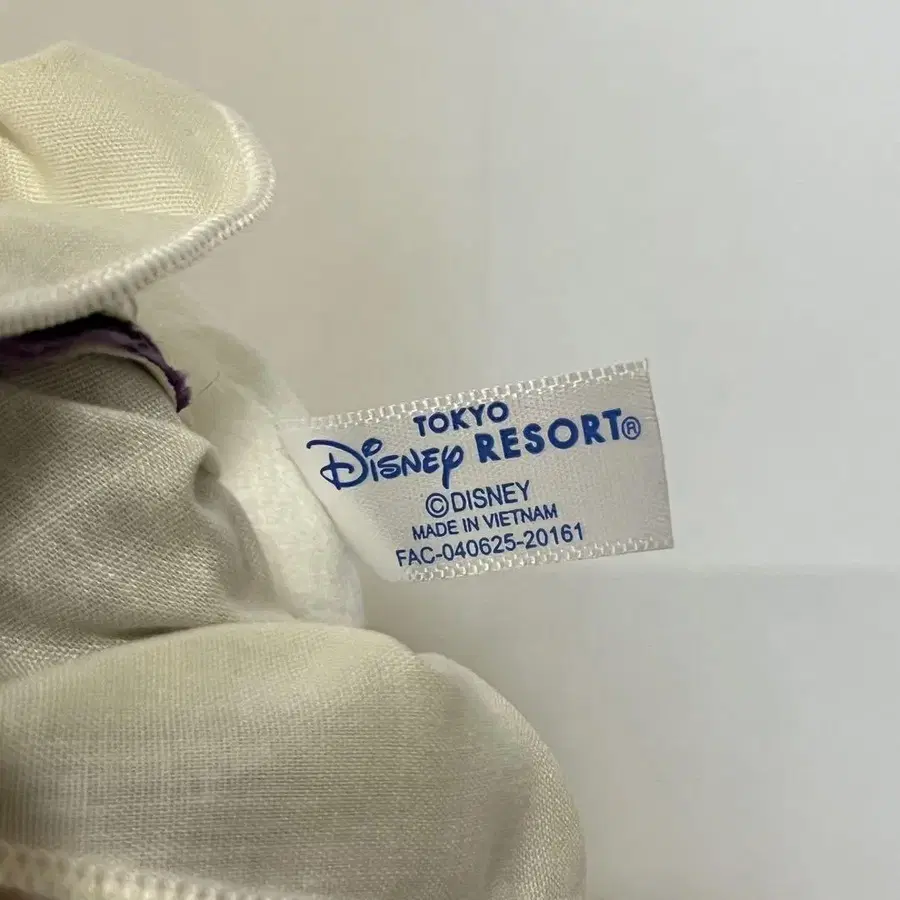 TOKYO
Disney RESORT®
©DISNEY
MADE IN VIETNAM
FAC-040625-20161